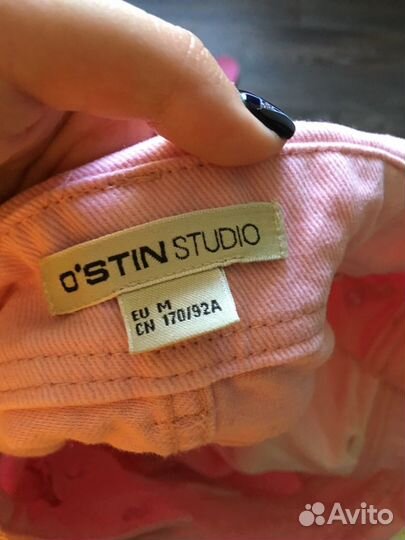 O'STIN STUDIO
EU M
CN 170/92A
Avito